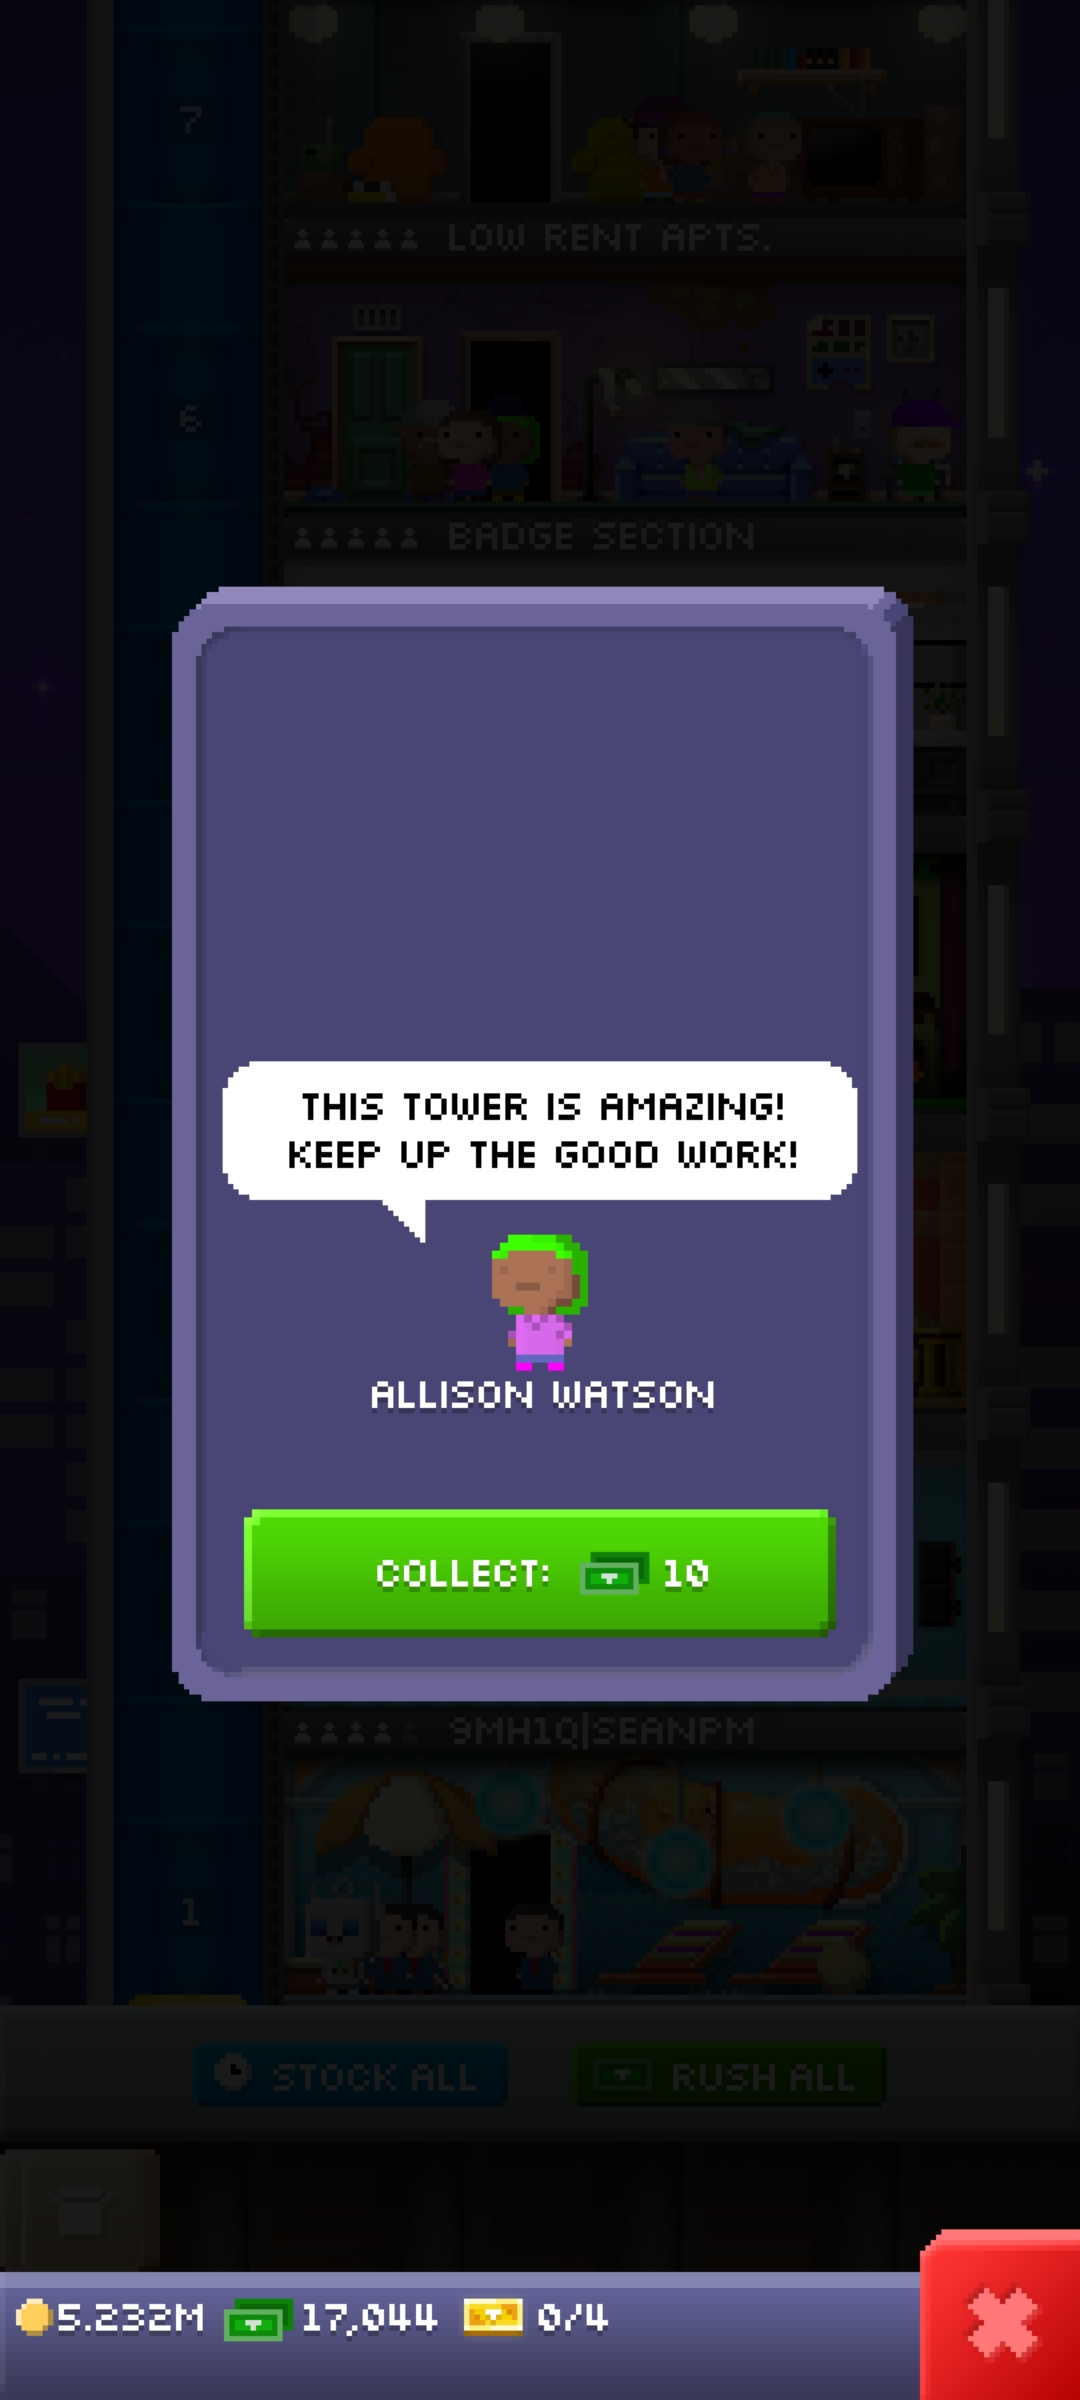 7
LOW RENT APTS.
6
BADGE SECTION
THIS TOWER IS AMAZING!
KEEP UP THE GOOD WORK!
ALLISON WATSON
COLLECT: 10
9MH1Q|SEANPM
1
STOCK ALL RUSH ALL
5.232M 17,044 0/4